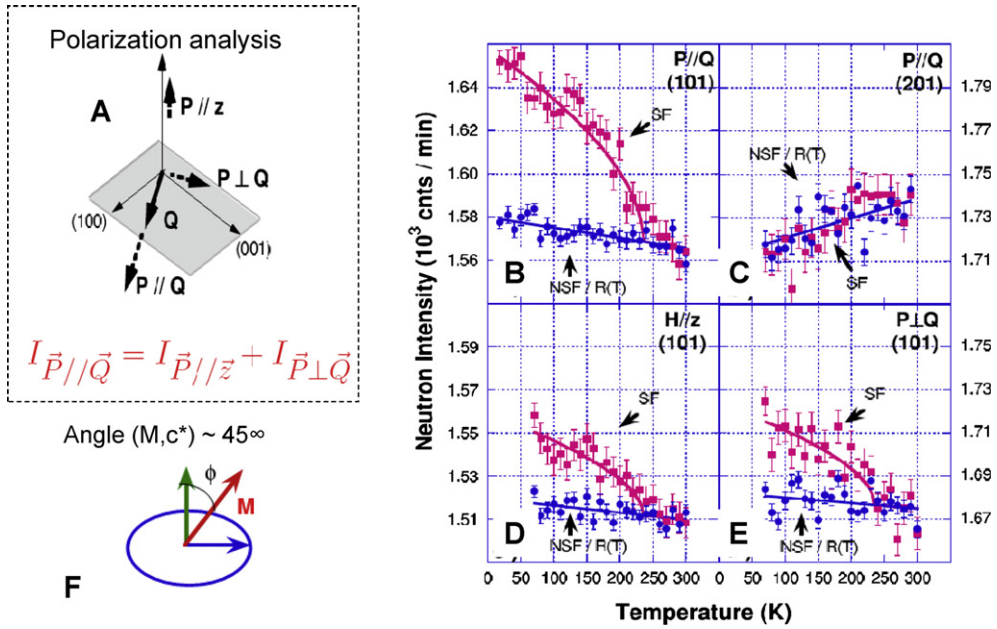 Polarization analysis
A
P // z
P ⊥ Q
(100)
Q
(001)
P // Q
I P⃗//Q⃗ = I P⃗//z⃗ + I P⃗⊥Q⃗
Angle (M,c*) ~ 45∞
ϕ
M
F
Neutron Intensity (10³ cnts / min)
P//Q
(101)
1.64
1.62
1.60
1.58
1.56
SF
B
NSF / R(T)
P//Q
(201)
1.79
1.77
1.75
1.73
1.71
NSF / R(T)
C
SF
H//z
(101)
1.59
1.57
1.55
1.53
1.51
SF
D
NSF / R(T)
P⊥Q
(101)
1.75
1.73
1.71
1.69
1.67
SF
E
NSF / R(T)
0 50 100 150 200 250 300
0 50 100 150 200 250 300
Temperature (K)